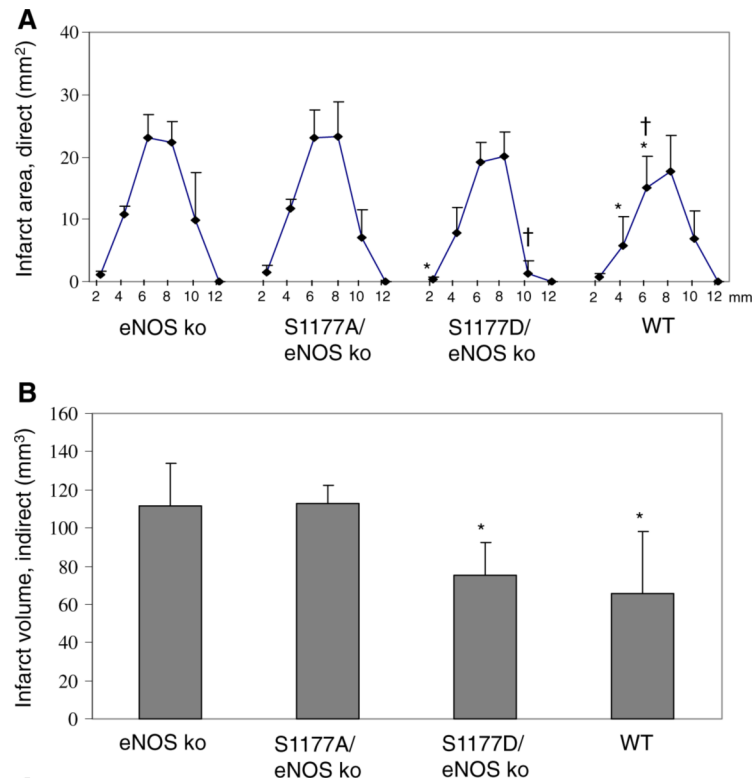 A
Infarct area, direct (mm²)
40
30
20
10
0
* † * * † *
2 4 6 8 10 12 2 4 6 8 10 12 2 4 6 8 10 12 2 4 6 8 10 12 mm
eNOS ko S1177A/ S1177D/ WT
eNOS ko eNOS ko
B
Infarct volume, indirect (mm³)
160
140
120
100
80
60
40
20
0
* *
eNOS ko S1177A/ S1177D/ WT
eNOS ko eNOS ko